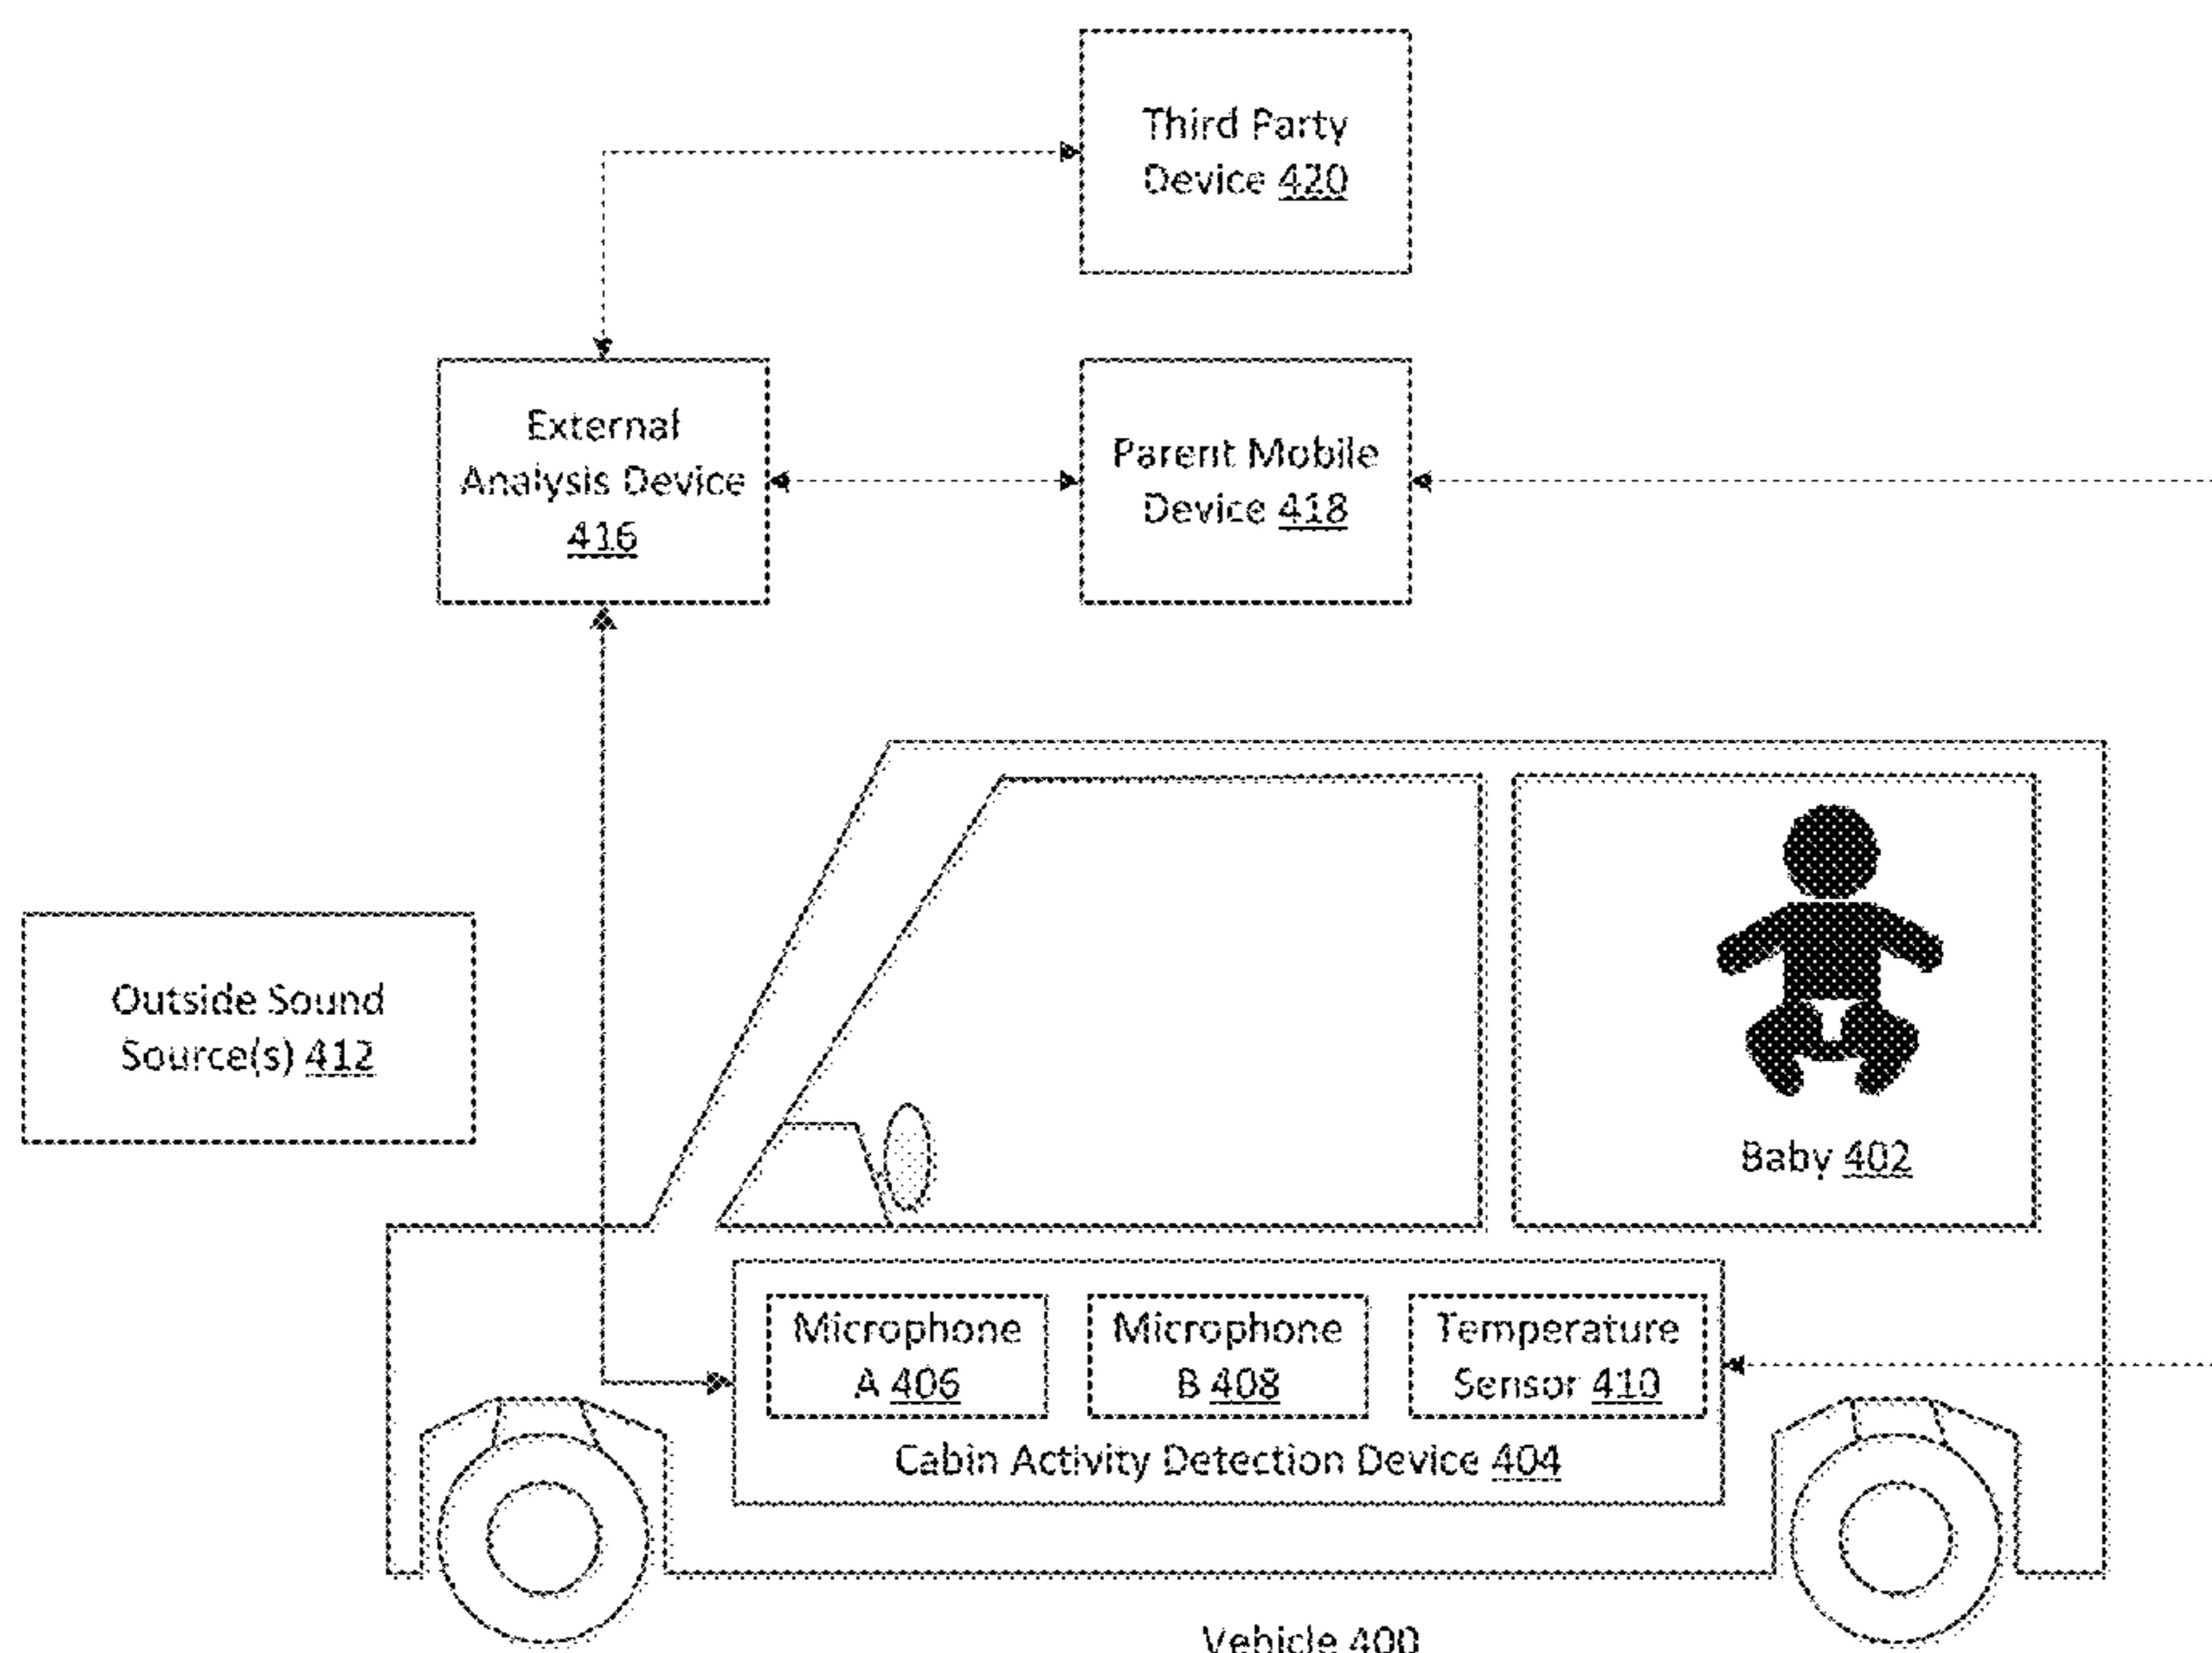 Third Party
Device 420
External
Analysis Device
416
Parent Mobile
Device 418
Outside Sound
Source(s) 412
Baby 402
Microphone
A 406
Microphone
B 408
Temperature
Sensor 410
Cabin Activity Detection Device 404
Vehicle 400